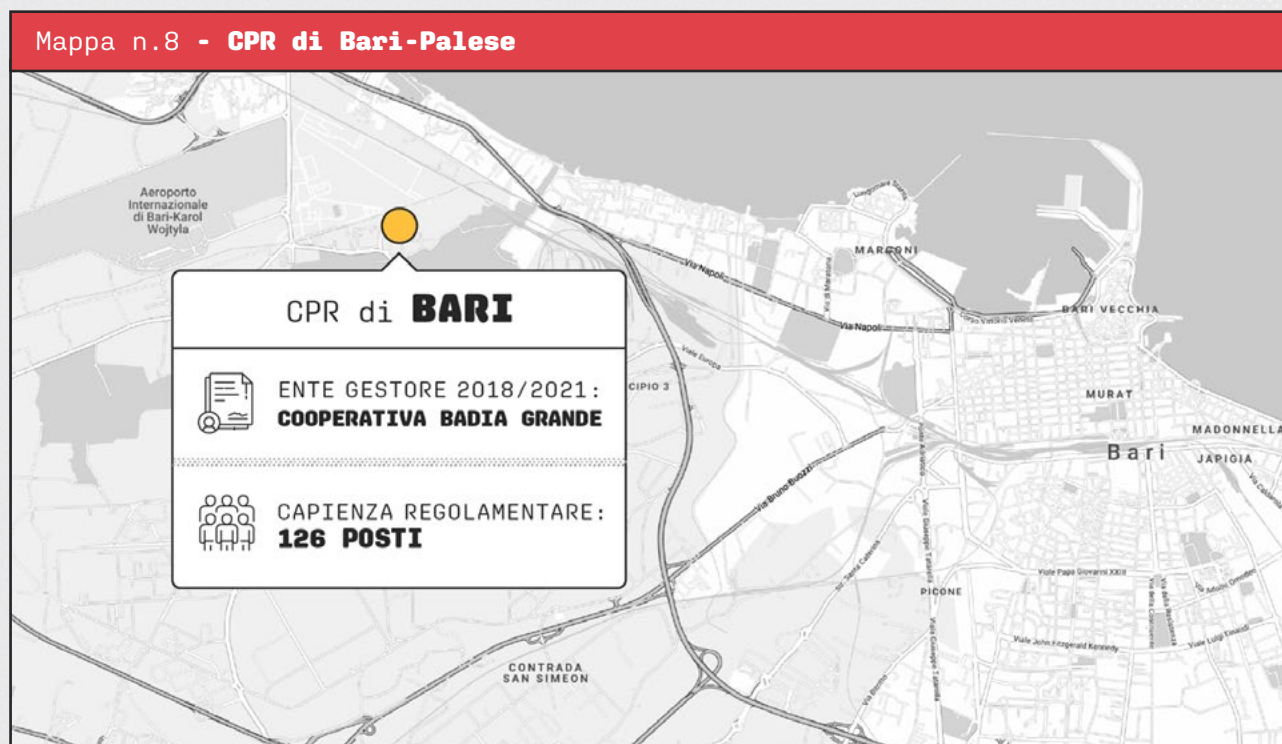 Mappa n.8 - CPR di Bari-Palese
Aeroporto
Internazionale
di Bari-Karol
Wojtyla
CPR di BARI
ENTE GESTORE 2018/2021:
COOPERATIVA BADIA GRANDE
CAPIENZA REGOLAMENTARE:
126 POSTI
CIPIO 3
Via Napoli
Via Napoli
Viale Europa
Via Bruno Buozzi
MARCONI
BARI VECCHIA
MURAT
MADONNELLA
Bari
JAPIGIA
Viale Papa Giovanni XXIII
PICONE
Viale John Fitzgerald Kennedy
Viale Luigi Einaudi
Via della Resistenza
CONTRADA
SAN SIMEON